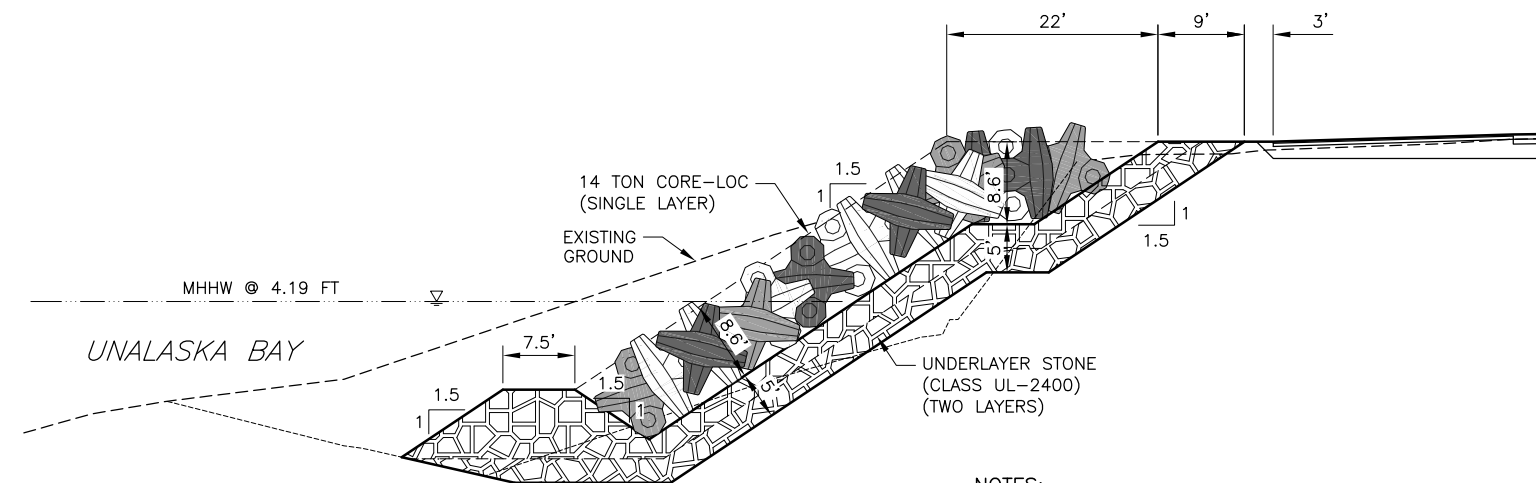 22'
9'
3'
1.5
1
14 TON CORE-LOC
(SINGLE LAYER)
8.6'
EXISTING
GROUND
5'
1
1.5
MHHW @ 4.19 FT
UNALASKA BAY
7.5'
8.6'
5'
1.5
1
1.5
1
UNDERLAYER STONE
(CLASS UL-2400)
(TWO LAYERS)
NOTES: